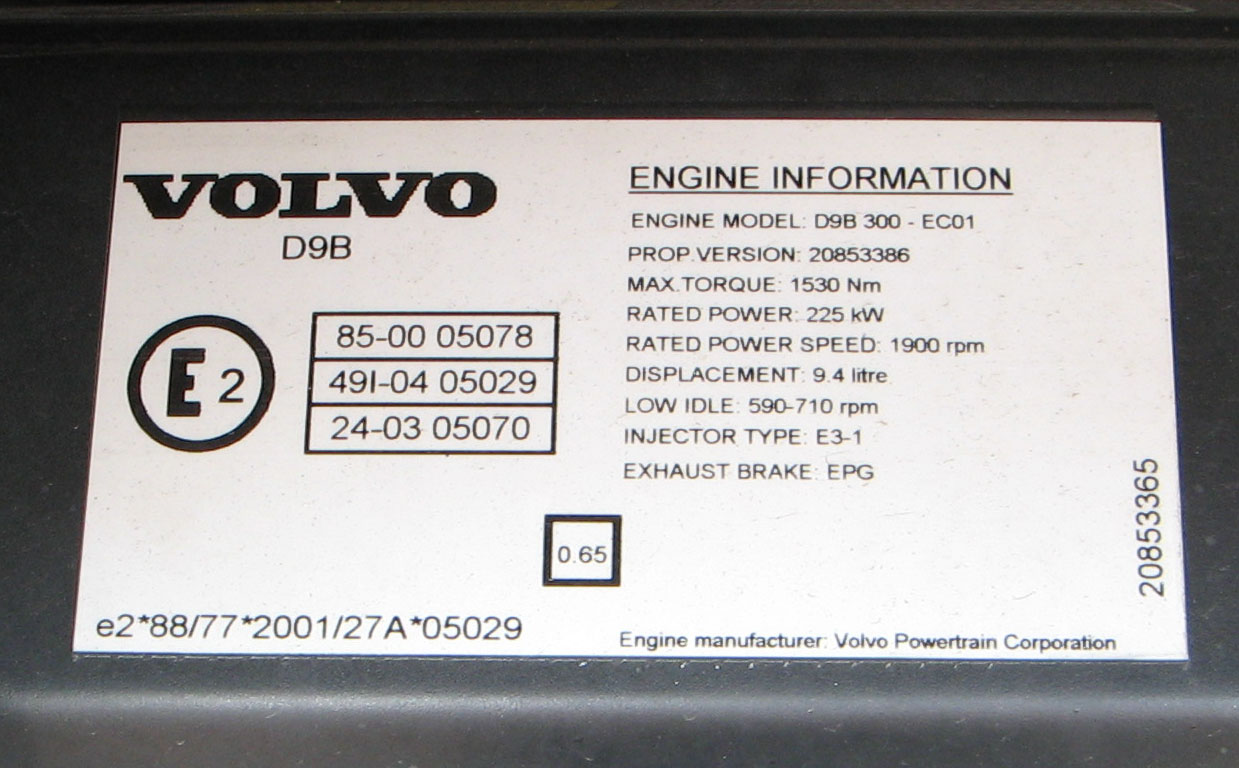 VOLVO
D9B
E2
85-00 05078
49I-04 05029
24-03 05070
ENGINE INFORMATION
ENGINE MODEL: D9B 300 - EC01
PROP.VERSION: 20853386
MAX.TORQUE: 1530 Nm
RATED POWER: 225 kW
RATED POWER SPEED: 1900 rpm
DISPLACEMENT: 9.4 litre
LOW IDLE: 590-710 rpm
INJECTOR TYPE: E3-1
EXHAUST BRAKE: EPG
0.65
20853365
e2*88/77*2001/27A*05029
Engine manufacturer: Volvo Powertrain Corporation